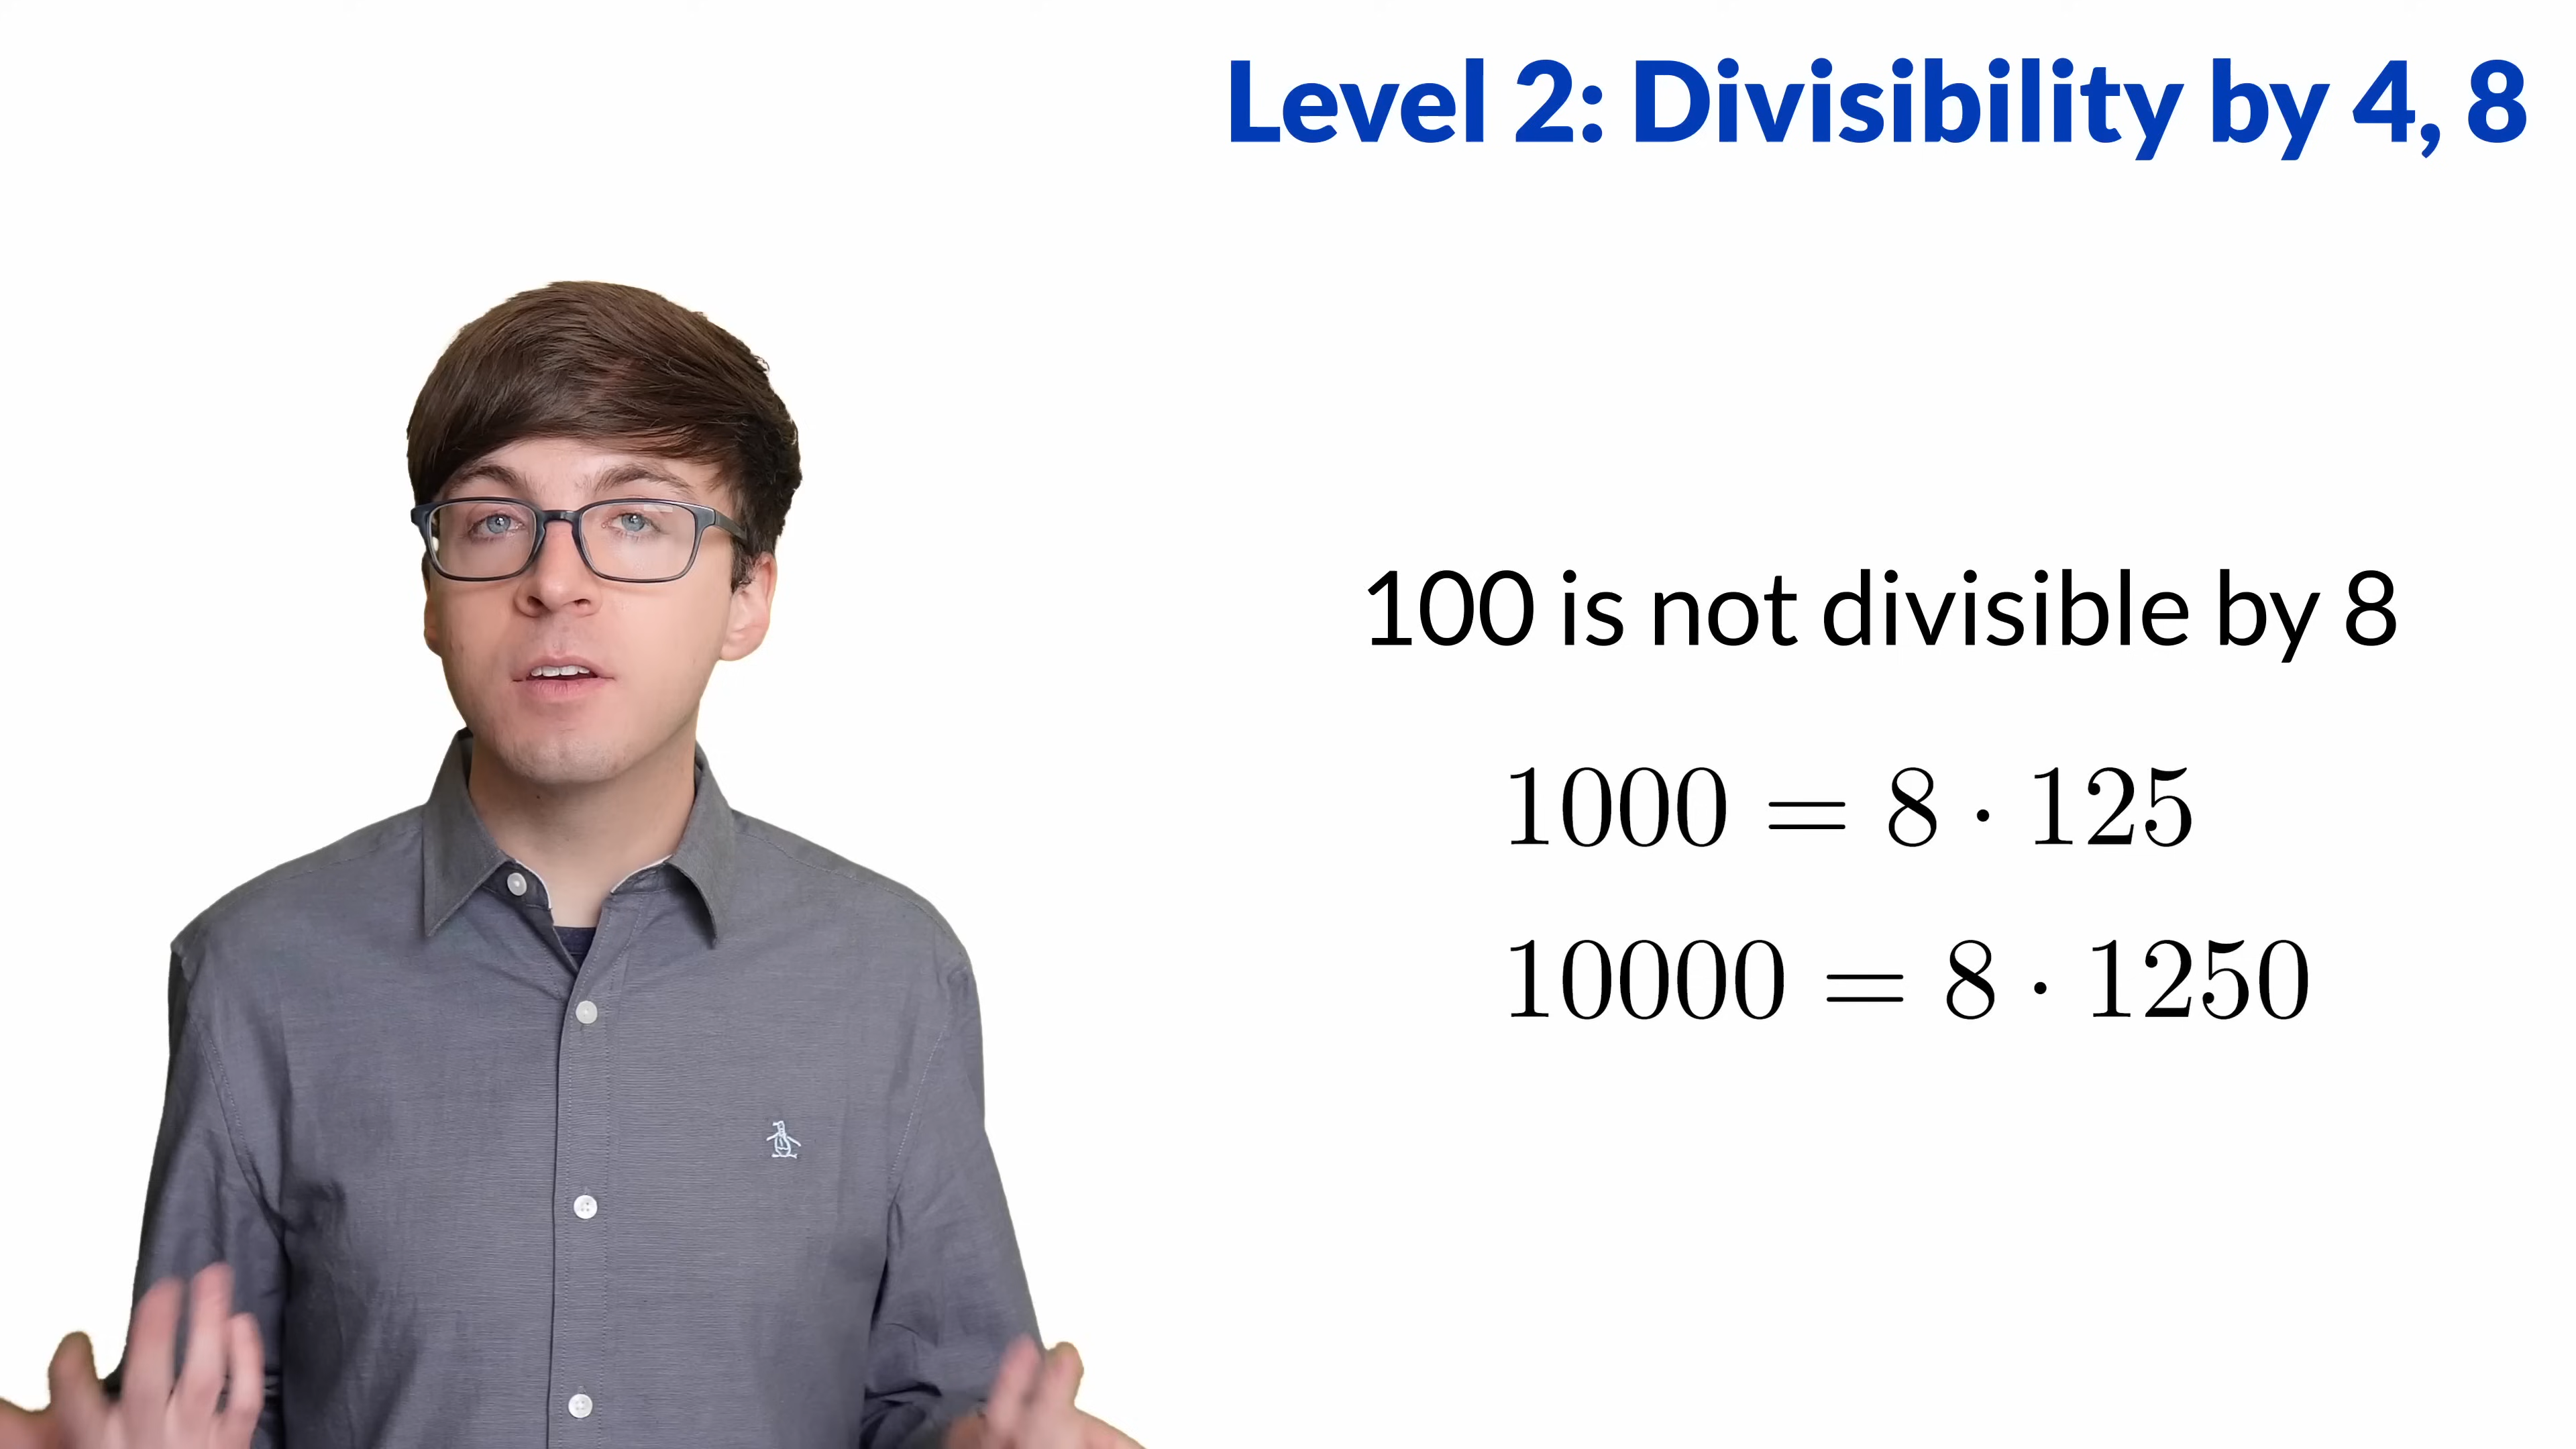 Level 2: Divisibility by 4, 8
100 is not divisible by 8
1000 = 8 · 125
10000 = 8 · 1250